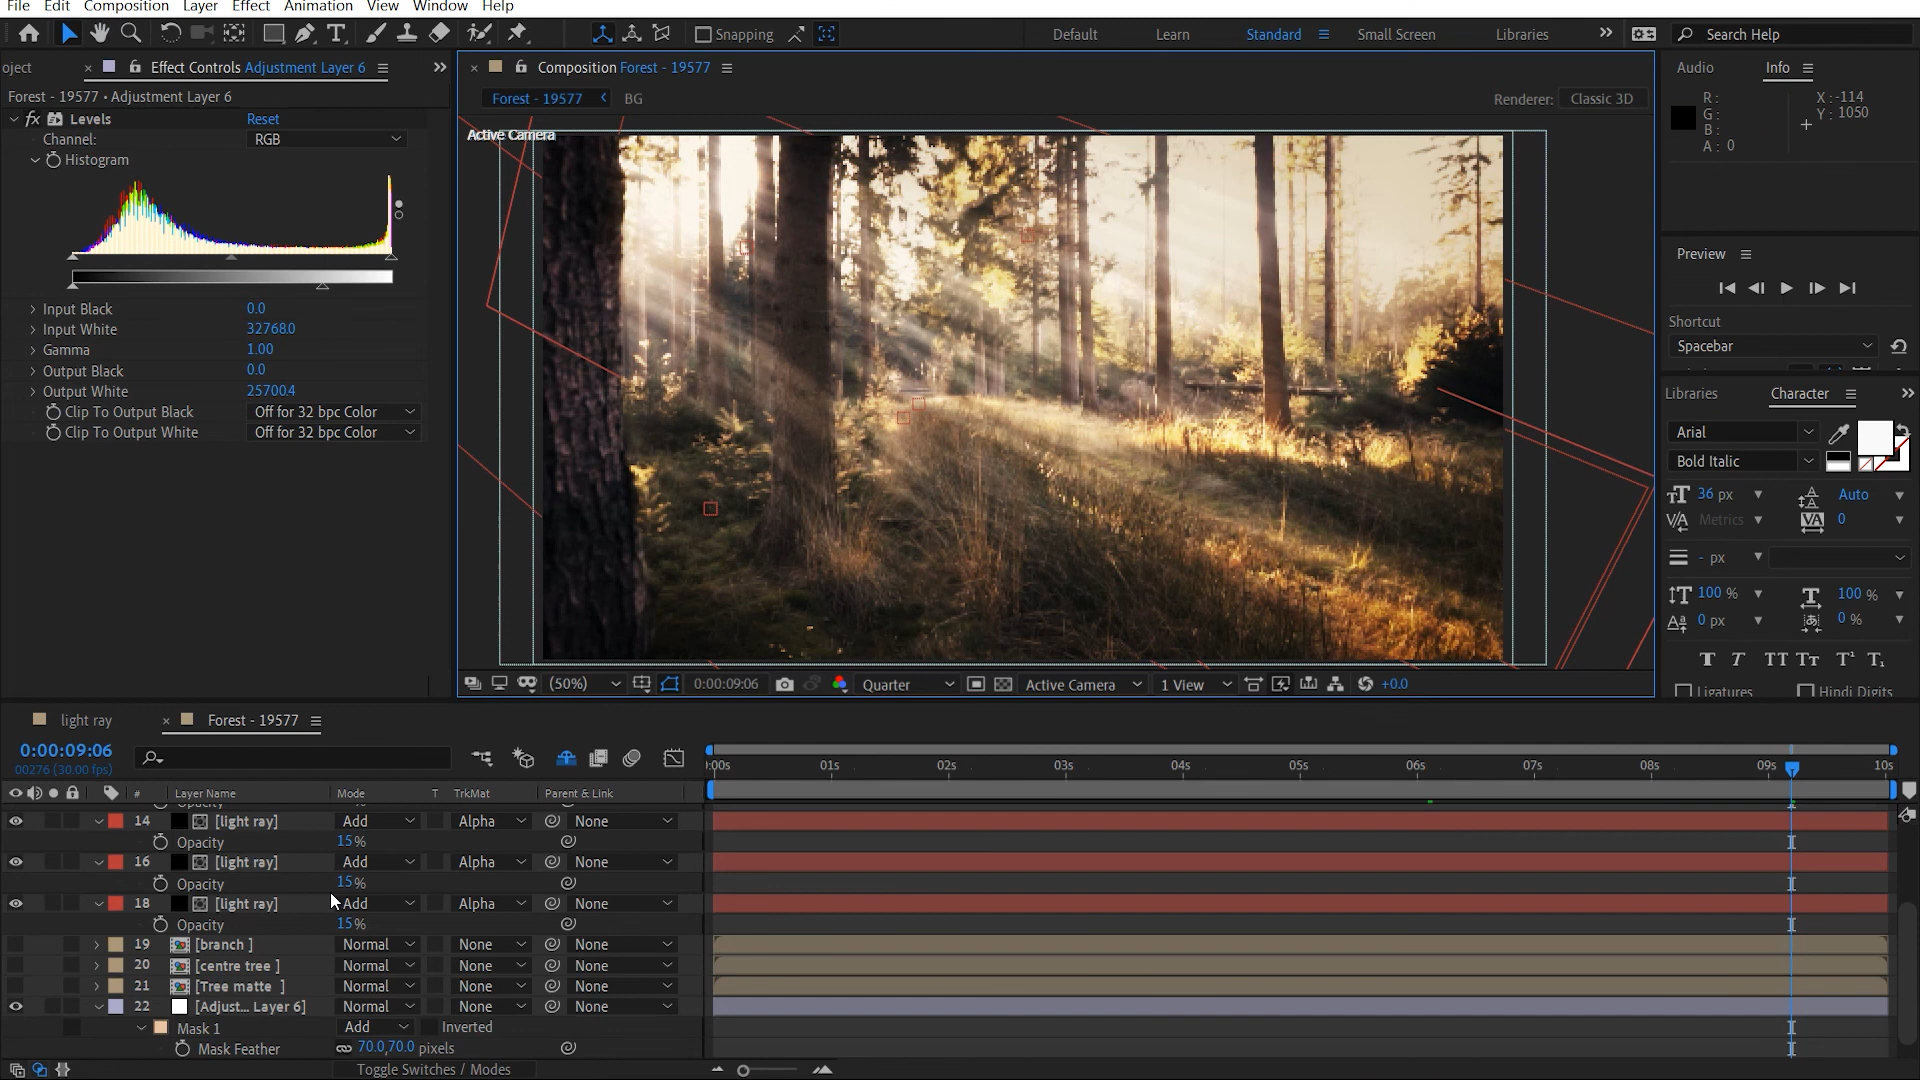 File Edit Composition Layer Effect Animation View Window Help
Snapping Default Learn Standard Small Screen Libraries Search Help
oject Effect Controls Adjustment Layer 6
Forest - 19577 • Adjustment Layer 6
fx Levels Reset
Channel: RGB
Histogram
Input Black 0.0
Input White 32768.0
Gamma 1.00
Output Black 0.0
Output White 25700.4
Clip To Output Black Off for 32 bpc Color
Clip To Output White Off for 32 bpc Color
Composition Forest - 19577
Forest - 19577 BG Renderer: Classic 3D
Active Camera
(50%) 0:00:09:06 Quarter Active Camera 1 View +0.0
Audio Info
R: X: -114
G: Y: 1050
B:
A: 0
Preview
Shortcut
Spacebar
Libraries Character
Arial
Bold Italic
36 px Auto
Metrics 0
- px
100 % 100 %
0 px 0 %
T T TT Tt T¹ T₁
Ligatures Hindi Digits
light ray Forest - 19577
0:00:09:06
00276 (30.00 fps)
:00s 01s 02s 03s 04s 05s 06s 07s 08s 09s 10s
# Layer Name Mode T TrkMat Parent & Link
14 [light ray] Add Alpha None
Opacity 15%
16 [light ray] Add Alpha None
Opacity 15%
18 [light ray] Add Alpha None
Opacity 15%
19 [branch ] Normal None None
20 [centre tree ] Normal None None
21 [Tree matte ] Normal None None
22 [Adjust... Layer 6] Normal None None
Mask 1 Add Inverted
Mask Feather 70.0,70.0 pixels
Toggle Switches / Modes